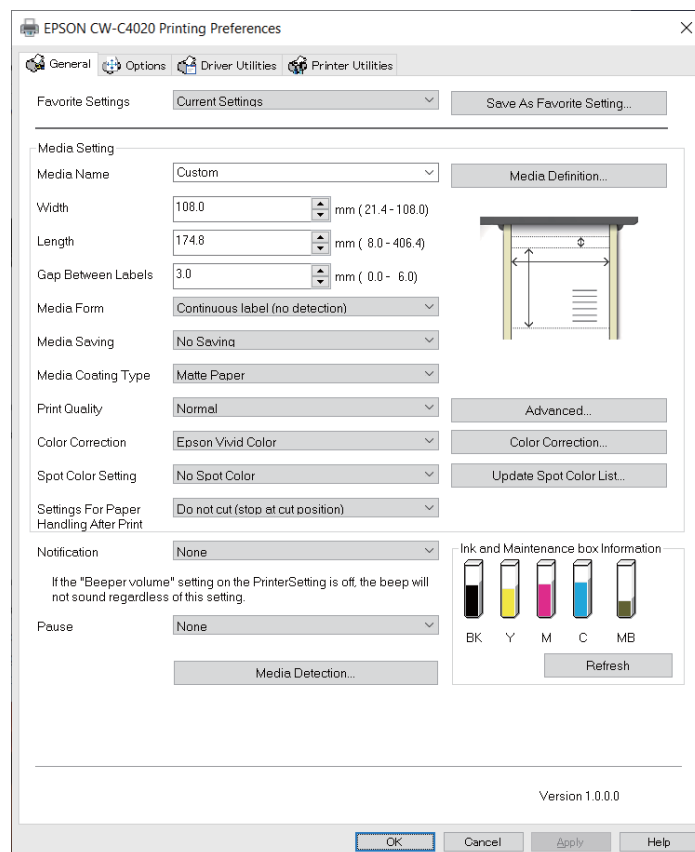 EPSON CW-C4020 Printing Preferences
General Options Driver Utilities Printer Utilities
Favorite Settings Current Settings Save As Favorite Setting...
Media Setting
Media Name Custom Media Definition...
Width 108.0 mm ( 21.4 - 108.0)
Length 174.8 mm ( 8.0 - 406.4)
Gap Between Labels 3.0 mm ( 0.0 - 6.0)
Media Form Continuous label (no detection)
Media Saving No Saving
Media Coating Type Matte Paper
Print Quality Normal Advanced...
Color Correction Epson Vivid Color Color Correction...
Spot Color Setting No Spot Color Update Spot Color List...
Settings For Paper Do not cut (stop at cut position)
Handling After Print
Notification None Ink and Maintenance box Information
If the "Beeper volume" setting on the PrinterSetting is off, the beep will
not sound regardless of this setting.
BK Y M C MB
Pause None
Refresh
Media Detection...
Version 1.0.0.0
OK Cancel Apply Help